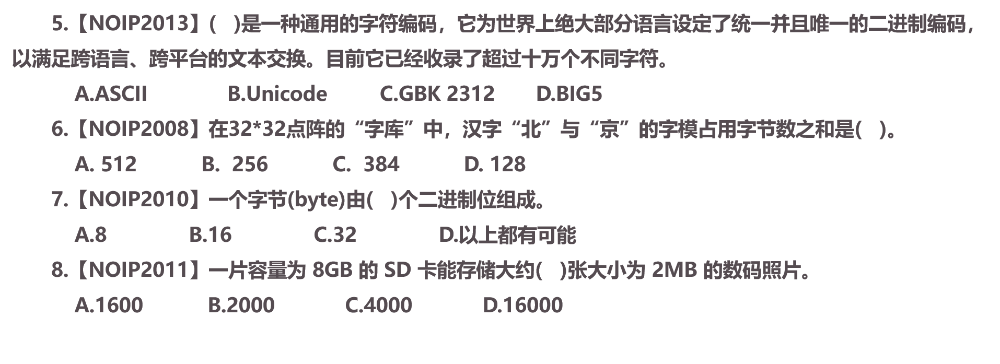 5.【NOIP2013】(   )是一种通用的字符编码，它为世界上绝大部分语言设定了统一并且唯一的二进制编码，
以满足跨语言、跨平台的文本交换。目前它已经收录了超过十万个不同字符。
A.ASCII B.Unicode C.GBK 2312 D.BIG5
6.【NOIP2008】在32*32点阵的“字库”中，汉字“北”与“京”的字模占用字节数之和是(   )。
A. 512 B. 256 C. 384 D. 128
7.【NOIP2010】一个字节(byte)由(   )个二进制位组成。
A.8 B.16 C.32 D.以上都有可能
8.【NOIP2011】一片容量为 8GB 的 SD 卡能存储大约(   )张大小为 2MB 的数码照片。
A.1600 B.2000 C.4000 D.16000